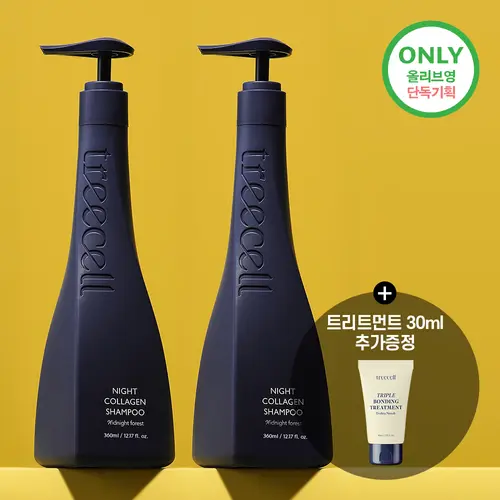 ONLY
올리브영
단독기획
treecell
NIGHT
COLLAGEN
SHAMPOO
Midnight forest
360ml / 12.17 fl. oz.
treecell
NIGHT
COLLAGEN
SHAMPOO
Midnight forest
360ml / 12.17 fl. oz.
+
트리트먼트 30ml
추가증정
treecell
TRIPLE
BONDING
TREATMENT